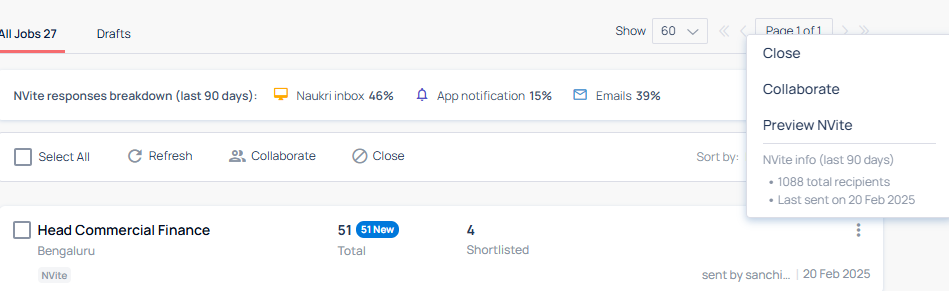 All Jobs 27
Drafts
Show
60
Page 1 of 1
NVite responses breakdown (last 90 days):
Naukri inbox 46%
App notification 15%
Emails 39%
Select All
Refresh
Collaborate
Close
Sort by:
Close
Collaborate
Preview NVite
NVite info (last 90 days)
• 1088 total recipients
• Last sent on 20 Feb 2025
Head Commercial Finance
51
51 New
4
Bengaluru
Total
Shortlisted
NVite
sent by sanchi... | 20 Feb 2025